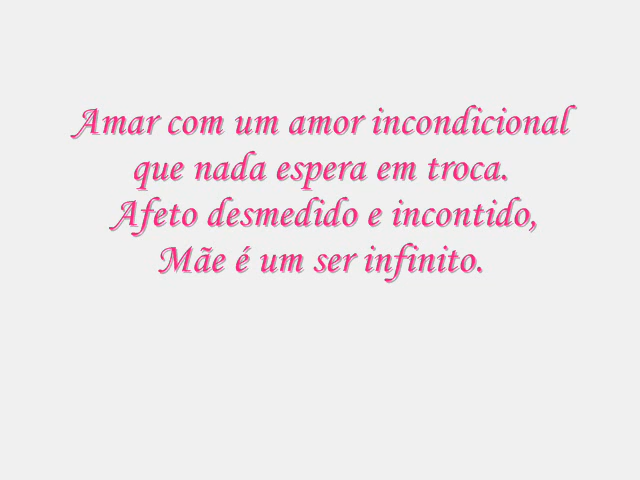 Amar com um amor incondicional
que nada espera em troca.
Afeto desmedido e incontido,
Mãe é um ser infinito.